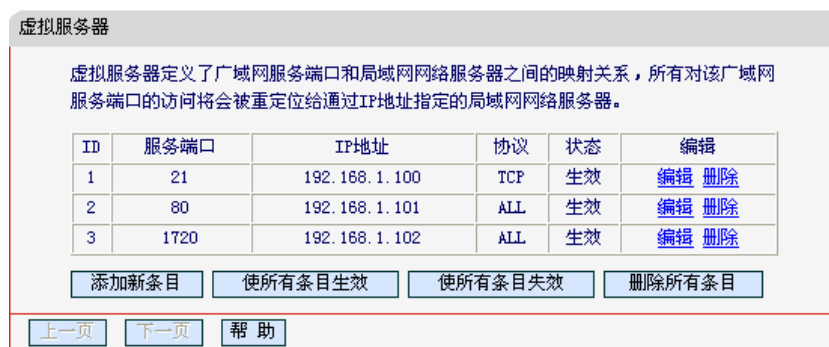 虚拟服务器
虚拟服务器定义了广域网服务端口和局域网网络服务器之间的映射关系，所有对该广域网
服务端口的访问将会被重定位给通过IP地址指定的局域网网络服务器。
ID 服务端口 IP地址 协议 状态 编辑
1 21 192.168.1.100 TCP 生效 编辑 删除
2 80 192.168.1.101 ALL 生效 编辑 删除
3 1720 192.168.1.102 ALL 生效 编辑 删除
添加新条目 使所有条目生效 使所有条目失效 删除所有条目
上一页 下一页 帮 助